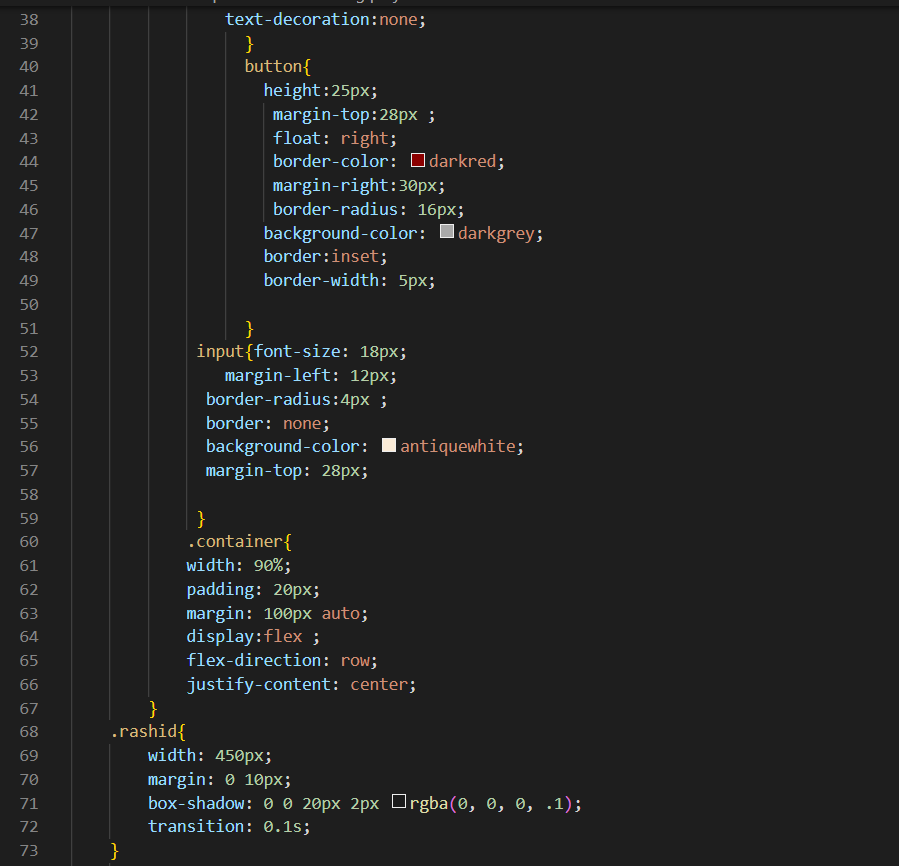 38 text-decoration:none;
39 }
40 button{
41 height:25px;
42 margin-top:28px ;
43 float: right;
44 border-color: darkred;
45 margin-right:30px;
46 border-radius: 16px;
47 background-color: darkgrey;
48 border:inset;
49 border-width: 5px;
50
51 }
52 input{font-size: 18px;
53 margin-left: 12px;
54 border-radius:4px ;
55 border: none;
56 background-color: antiquewhite;
57 margin-top: 28px;
58
59 }
60 .container{
61 width: 90%;
62 padding: 20px;
63 margin: 100px auto;
64 display:flex ;
65 flex-direction: row;
66 justify-content: center;
67 }
68 .rashid{
69 width: 450px;
70 margin: 0 10px;
71 box-shadow: 0 0 20px 2px rgba(0, 0, 0, .1);
72 transition: 0.1s;
73 }